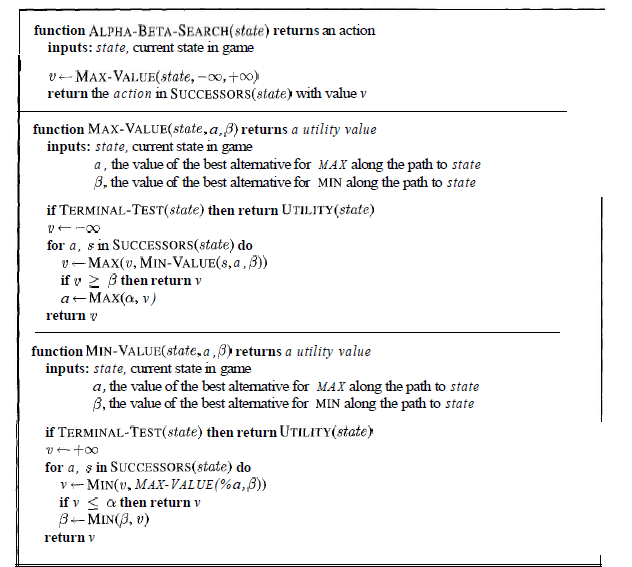 function ALPHA-BETA-SEARCH(state) returns an action
inputs: state, current state in game
v ← MAX-VALUE(state, −∞, +∞)
return the action in SUCCESSORS(state) with value v
function MAX-VALUE(state, a, β) returns a utility value
inputs: state, current state in game
a, the value of the best alternative for MAX along the path to state
β, the value of the best alternative for MIN along the path to state
if TERMINAL-TEST(state) then return UTILITY(state)
v ← −∞
for a, s in SUCCESSORS(state) do
v ← MAX(v, MIN-VALUE(s, a, β))
if v ≥ β then return v
a ← MAX(α, v)
return v
function MIN-VALUE(state, a, β) returns a utility value
inputs: state, current state in game
a, the value of the best alternative for MAX along the path to state
β, the value of the best alternative for MIN along the path to state
if TERMINAL-TEST(state) then return UTILITY(state)
v ← +∞
for a, s in SUCCESSORS(state) do
v ← MIN(v, MAX-VALUE(%a, β))
if v ≤ α then return v
β ← MIN(β, v)
return v